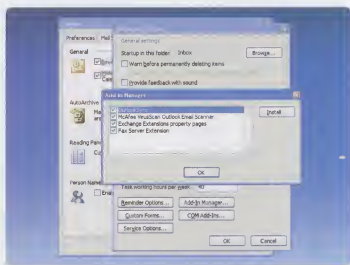 Preferences Mail
General settings
General
Startup in this folder: Inbox
Browse...
Warn before permanently deleting items
Provide feedback with sound
AutoArchive
Add-In Manager
McAfee VirusScan Outlook Email Scanner
Exchange Extensions property pages
Fax Server Extension
Install
Reading Pane
OK
Person Names
Task working hours per week: 40
Reminder Options...
Add-In Manager...
Custom Forms...
COM Add-Ins...
Service Options...
OK
Cancel